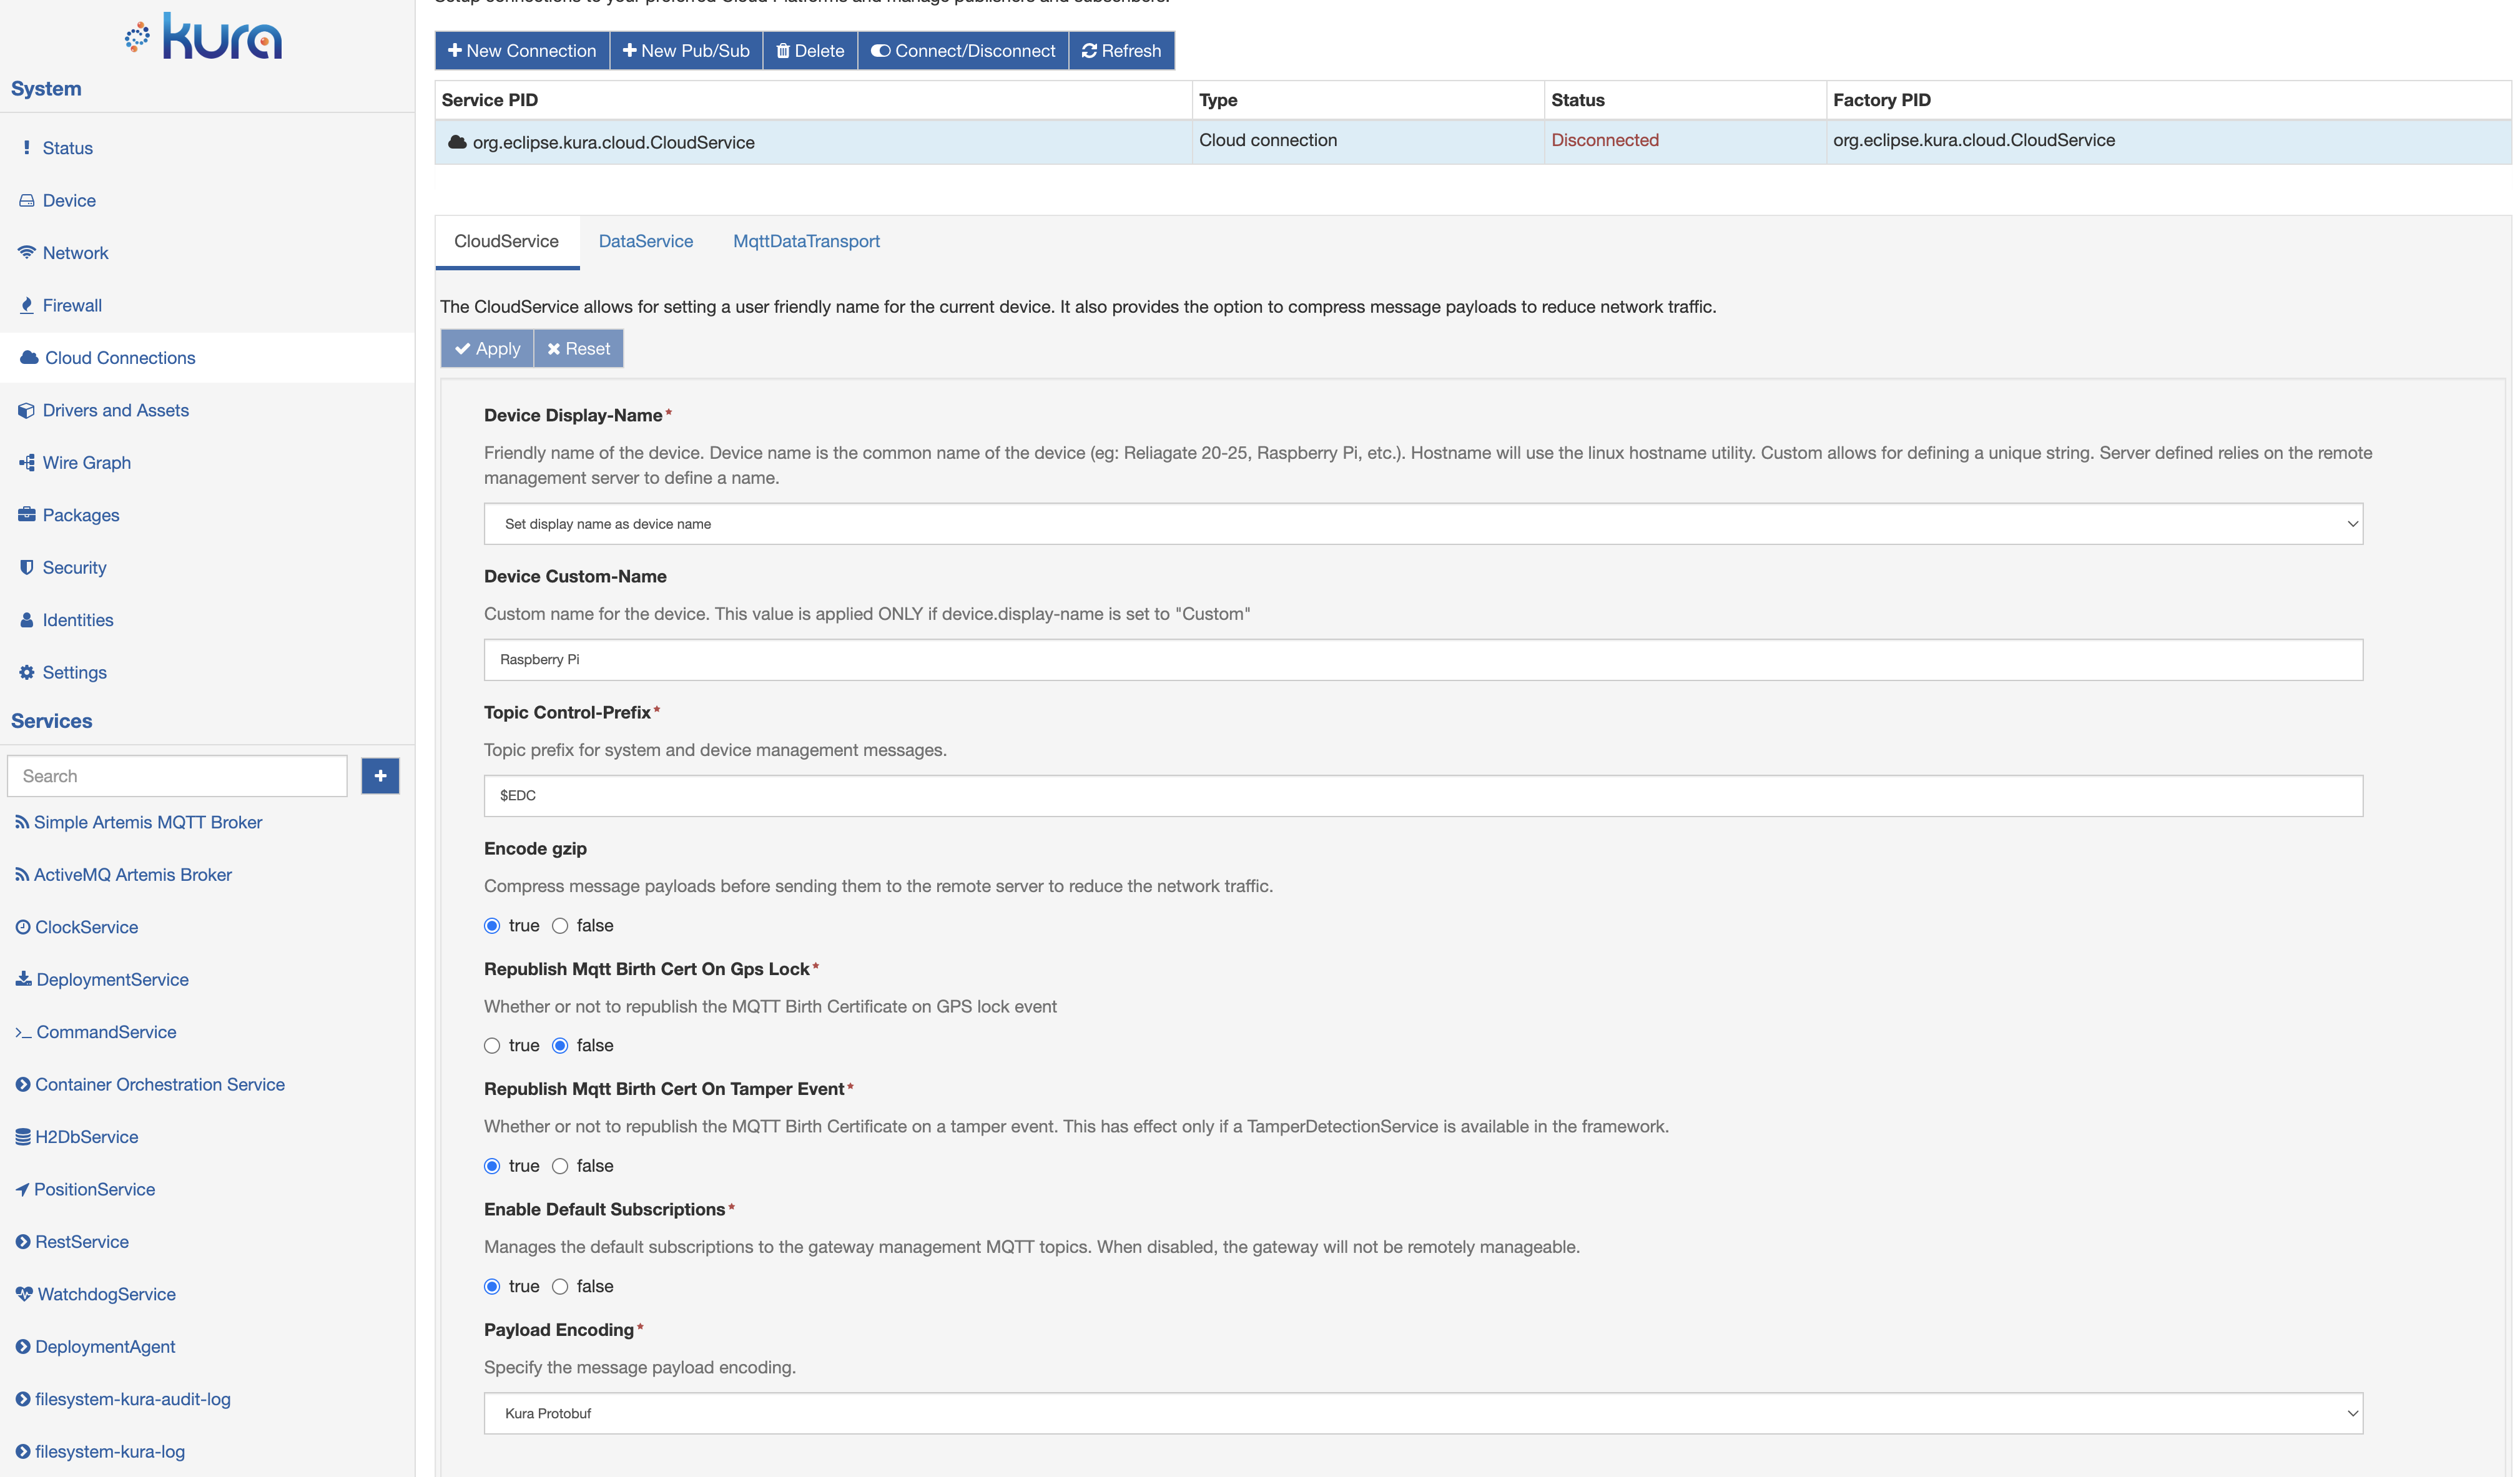 Setup connections to your preferred Cloud Platforms and manage publishers and subscribers.
kura
System
Status
Device
Network
Firewall
Cloud Connections
Drivers and Assets
Wire Graph
Packages
Security
Identities
Settings
Services
Search
Simple Artemis MQTT Broker
ActiveMQ Artemis Broker
ClockService
DeploymentService
CommandService
Container Orchestration Service
H2DbService
PositionService
RestService
WatchdogService
DeploymentAgent
filesystem-kura-audit-log
filesystem-kura-log
New Connection New Pub/Sub Delete Connect/Disconnect Refresh
Service PID Type Status Factory PID
org.eclipse.kura.cloud.CloudService Cloud connection Disconnected org.eclipse.kura.cloud.CloudService
CloudService DataService MqttDataTransport
The CloudService allows for setting a user friendly name for the current device. It also provides the option to compress message payloads to reduce network traffic.
Apply Reset
Device Display-Name*
Friendly name of the device. Device name is the common name of the device (eg: Reliagate 20-25, Raspberry Pi, etc.). Hostname will use the linux hostname utility. Custom allows for defining a unique string. Server defined relies on the remote
management server to define a name.
Set display name as device name
Device Custom-Name
Custom name for the device. This value is applied ONLY if device.display-name is set to "Custom"
Raspberry Pi
Topic Control-Prefix*
Topic prefix for system and device management messages.
$EDC
Encode gzip
Compress message payloads before sending them to the remote server to reduce the network traffic.
true false
Republish Mqtt Birth Cert On Gps Lock*
Whether or not to republish the MQTT Birth Certificate on GPS lock event
true false
Republish Mqtt Birth Cert On Tamper Event*
Whether or not to republish the MQTT Birth Certificate on a tamper event. This has effect only if a TamperDetectionService is available in the framework.
true false
Enable Default Subscriptions*
Manages the default subscriptions to the gateway management MQTT topics. When disabled, the gateway will not be remotely manageable.
true false
Payload Encoding*
Specify the message payload encoding.
Kura Protobuf